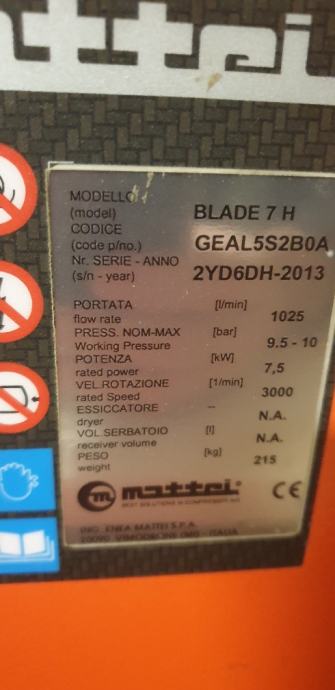 mattei
MODELLO
(model) BLADE 7 H
CODICE
(code p/no.) GEAL5S2B0A
Nr. SERIE - ANNO
(s/n - year) 2YD6DH-2013
PORTATA [l/min]
flow rate 1025
PRESS. NOM-MAX [bar]
Working Pressure 9.5 - 10
POTENZA [kW]
rated power 7,5
VEL.ROTAZIONE [1/min]
rated Speed 3000
ESSICCATORE --
dryer N.A.
VOL.SERBATOIO [l]
receiver volume N.A.
PESO [kg]
weight 215
m mattei CE
ING. ENEA MATTEI S.P.A.
20090 VIMODRONE (MI) - ITALIA